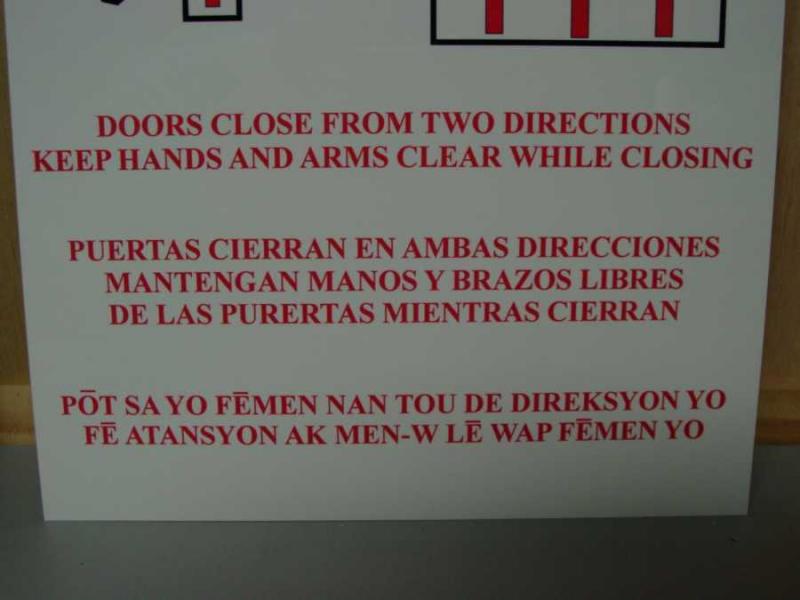 DOORS CLOSE FROM TWO DIRECTIONS
KEEP HANDS AND ARMS CLEAR WHILE CLOSING
PUERTAS CIERRAN EN AMBAS DIRECCIONES
MANTENGAN MANOS Y BRAZOS LIBRES
DE LAS PURERTAS MIENTRAS CIERRAN
PŌT SA YO FĒMEN NAN TOU DE DIREKSYON YO
FĒ ATANSYON AK MEN-W LĒ WAP FĒMEN YO